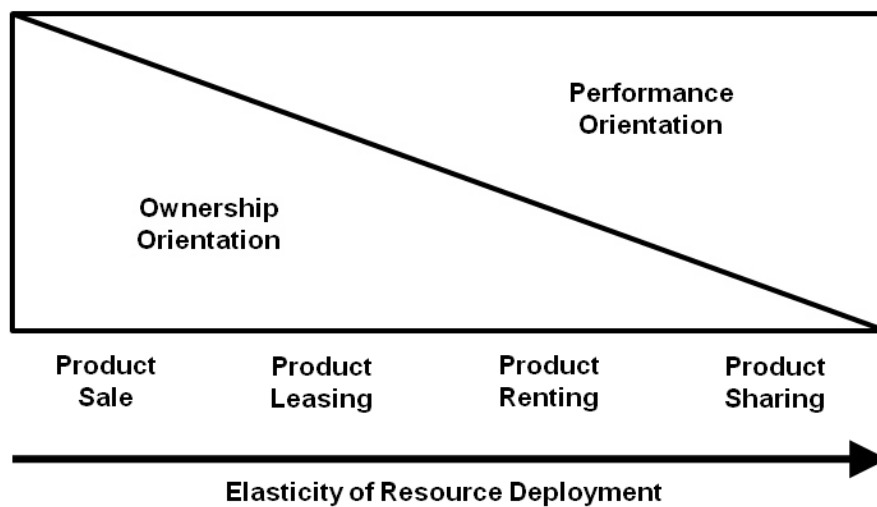 Performance
Orientation
Ownership
Orientation
Product
Sale
Product
Leasing
Product
Renting
Product
Sharing
Elasticity of Resource Deployment